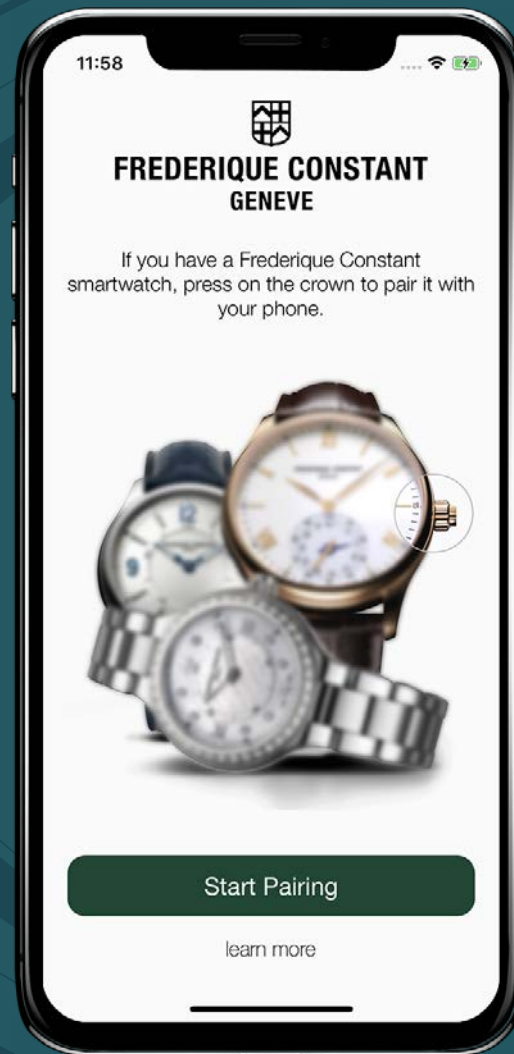 11:58
FREDERIQUE CONSTANT
GENEVE
If you have a Frederique Constant
smartwatch, press on the crown to pair it with
your phone.
Start Pairing
learn more